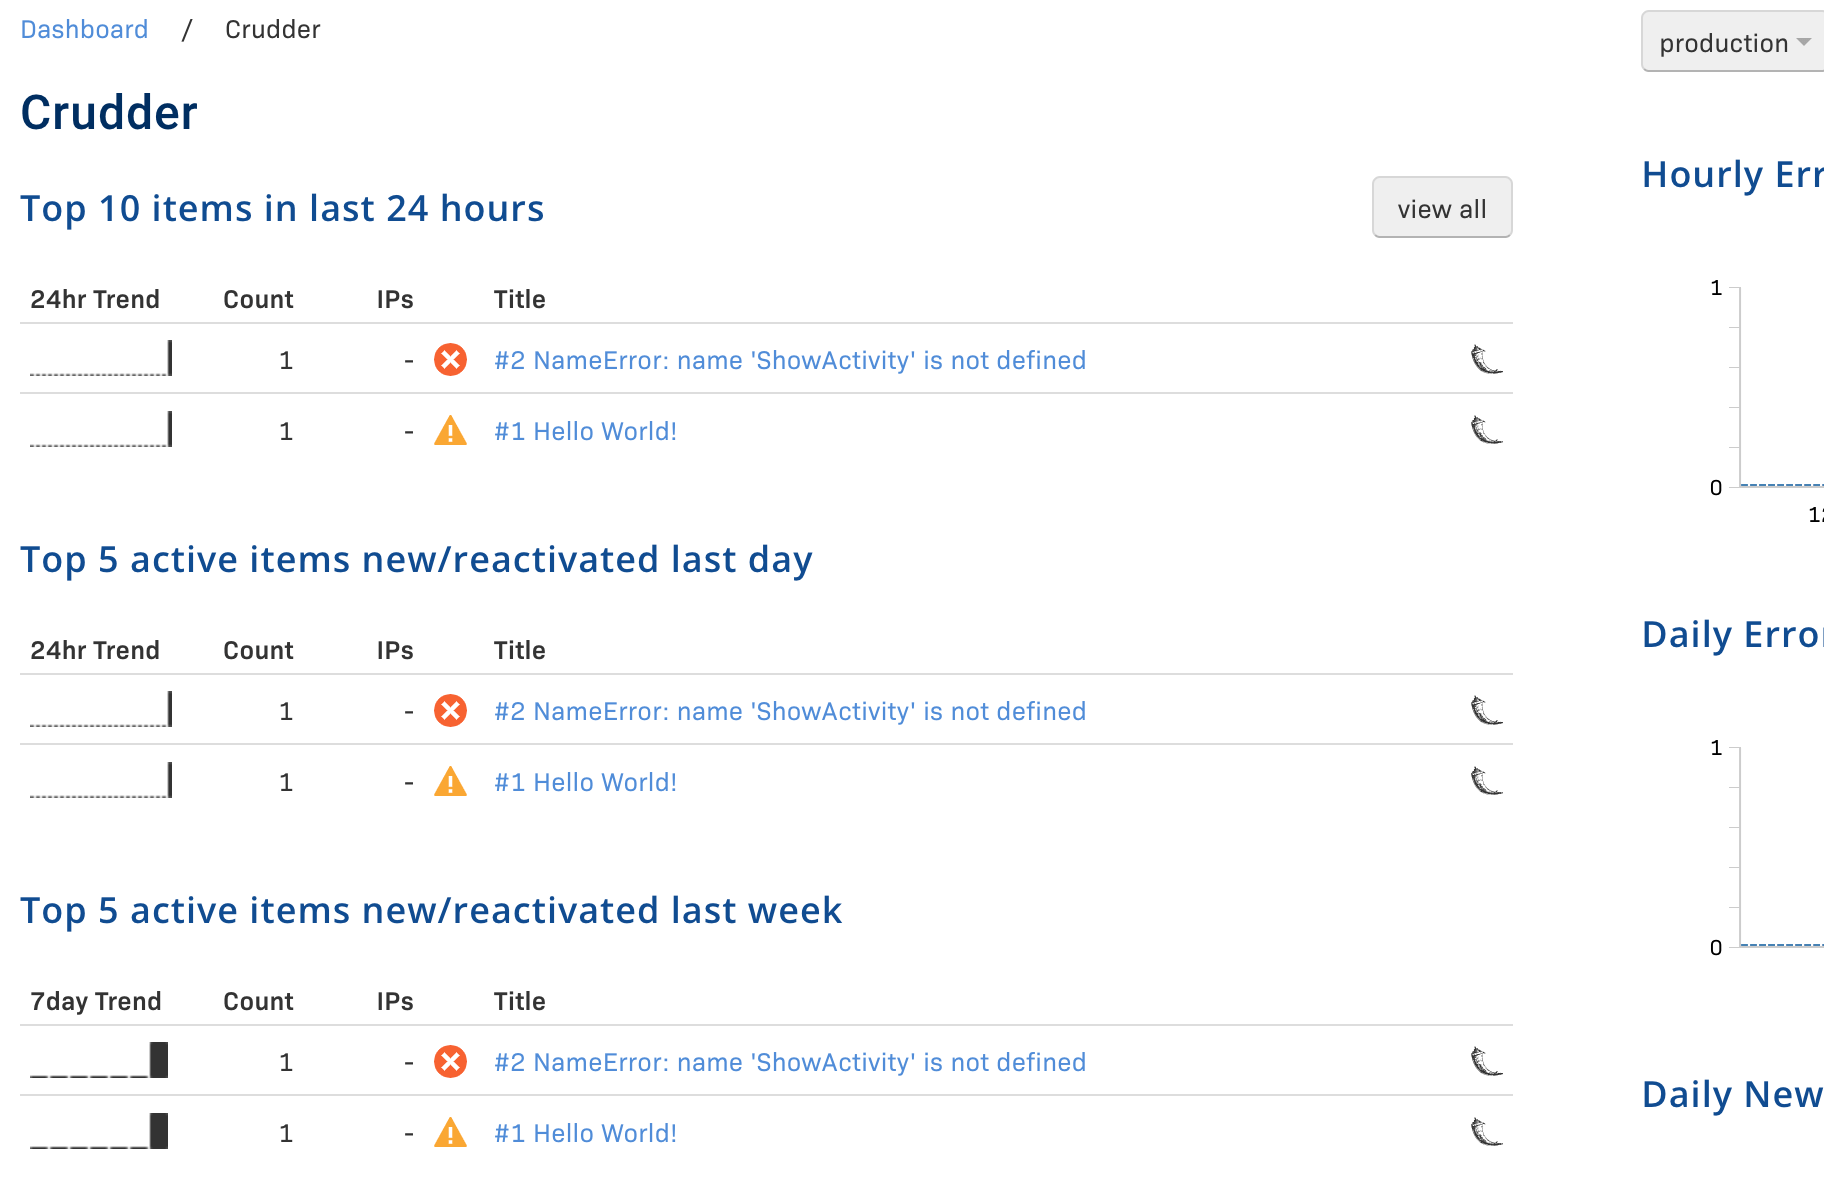 Dashboard / Crudder
production
Crudder
Top 10 items in last 24 hours
view all
24hr Trend Count IPs Title
1 - #2 NameError: name 'ShowActivity' is not defined
1 - #1 Hello World!
Top 5 active items new/reactivated last day
24hr Trend Count IPs Title
1 - #2 NameError: name 'ShowActivity' is not defined
1 - #1 Hello World!
Top 5 active items new/reactivated last week
7day Trend Count IPs Title
1 - #2 NameError: name 'ShowActivity' is not defined
1 - #1 Hello World!
Hourly Err
1
0
12
Daily Error
1
0
Daily New